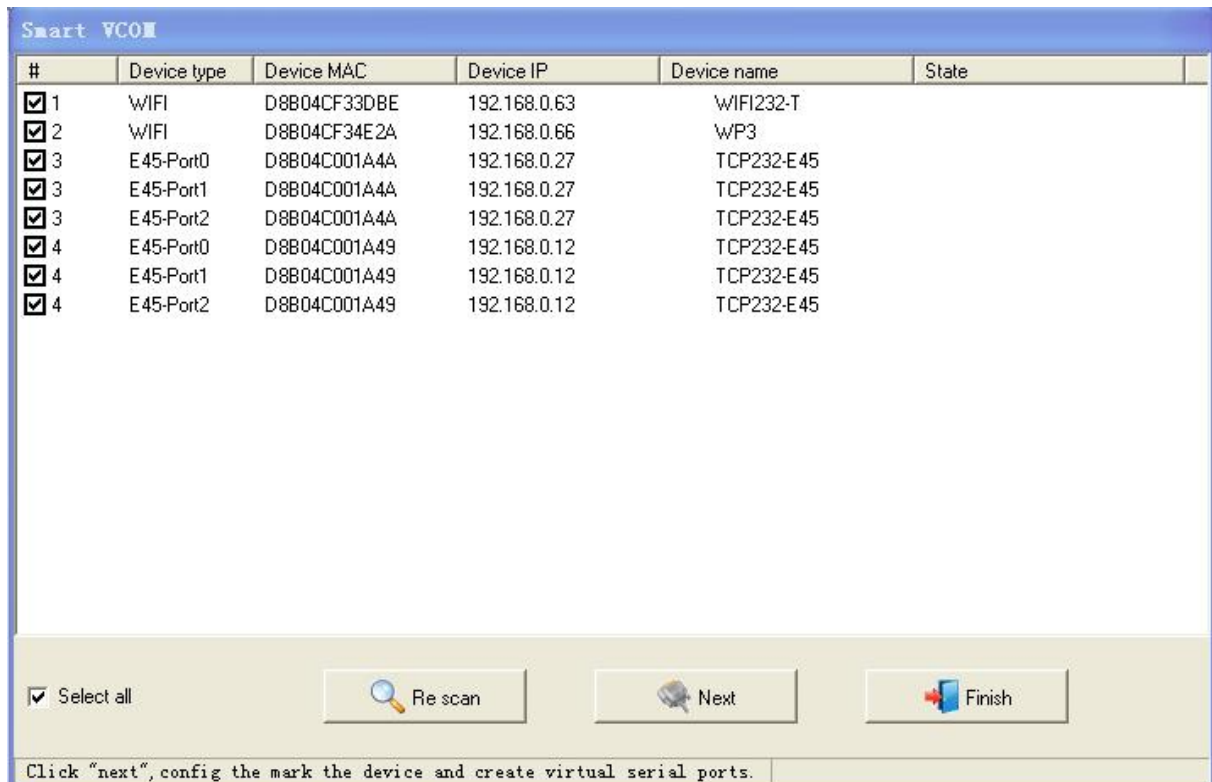 Smart VCOM
# Device type Device MAC Device IP Device name State
1 WIFI D8B04CF33DBE 192.168.0.63 WIFI232-T
2 WIFI D8B04CF34E2A 192.168.0.66 WP3
3 E45-Port0 D8B04C001A4A 192.168.0.27 TCP232-E45
3 E45-Port1 D8B04C001A4A 192.168.0.27 TCP232-E45
3 E45-Port2 D8B04C001A4A 192.168.0.27 TCP232-E45
4 E45-Port0 D8B04C001A49 192.168.0.12 TCP232-E45
4 E45-Port1 D8B04C001A49 192.168.0.12 TCP232-E45
4 E45-Port2 D8B04C001A49 192.168.0.12 TCP232-E45
Select all Re scan Next Finish
Click "next",config the mark the device and create virtual serial ports.